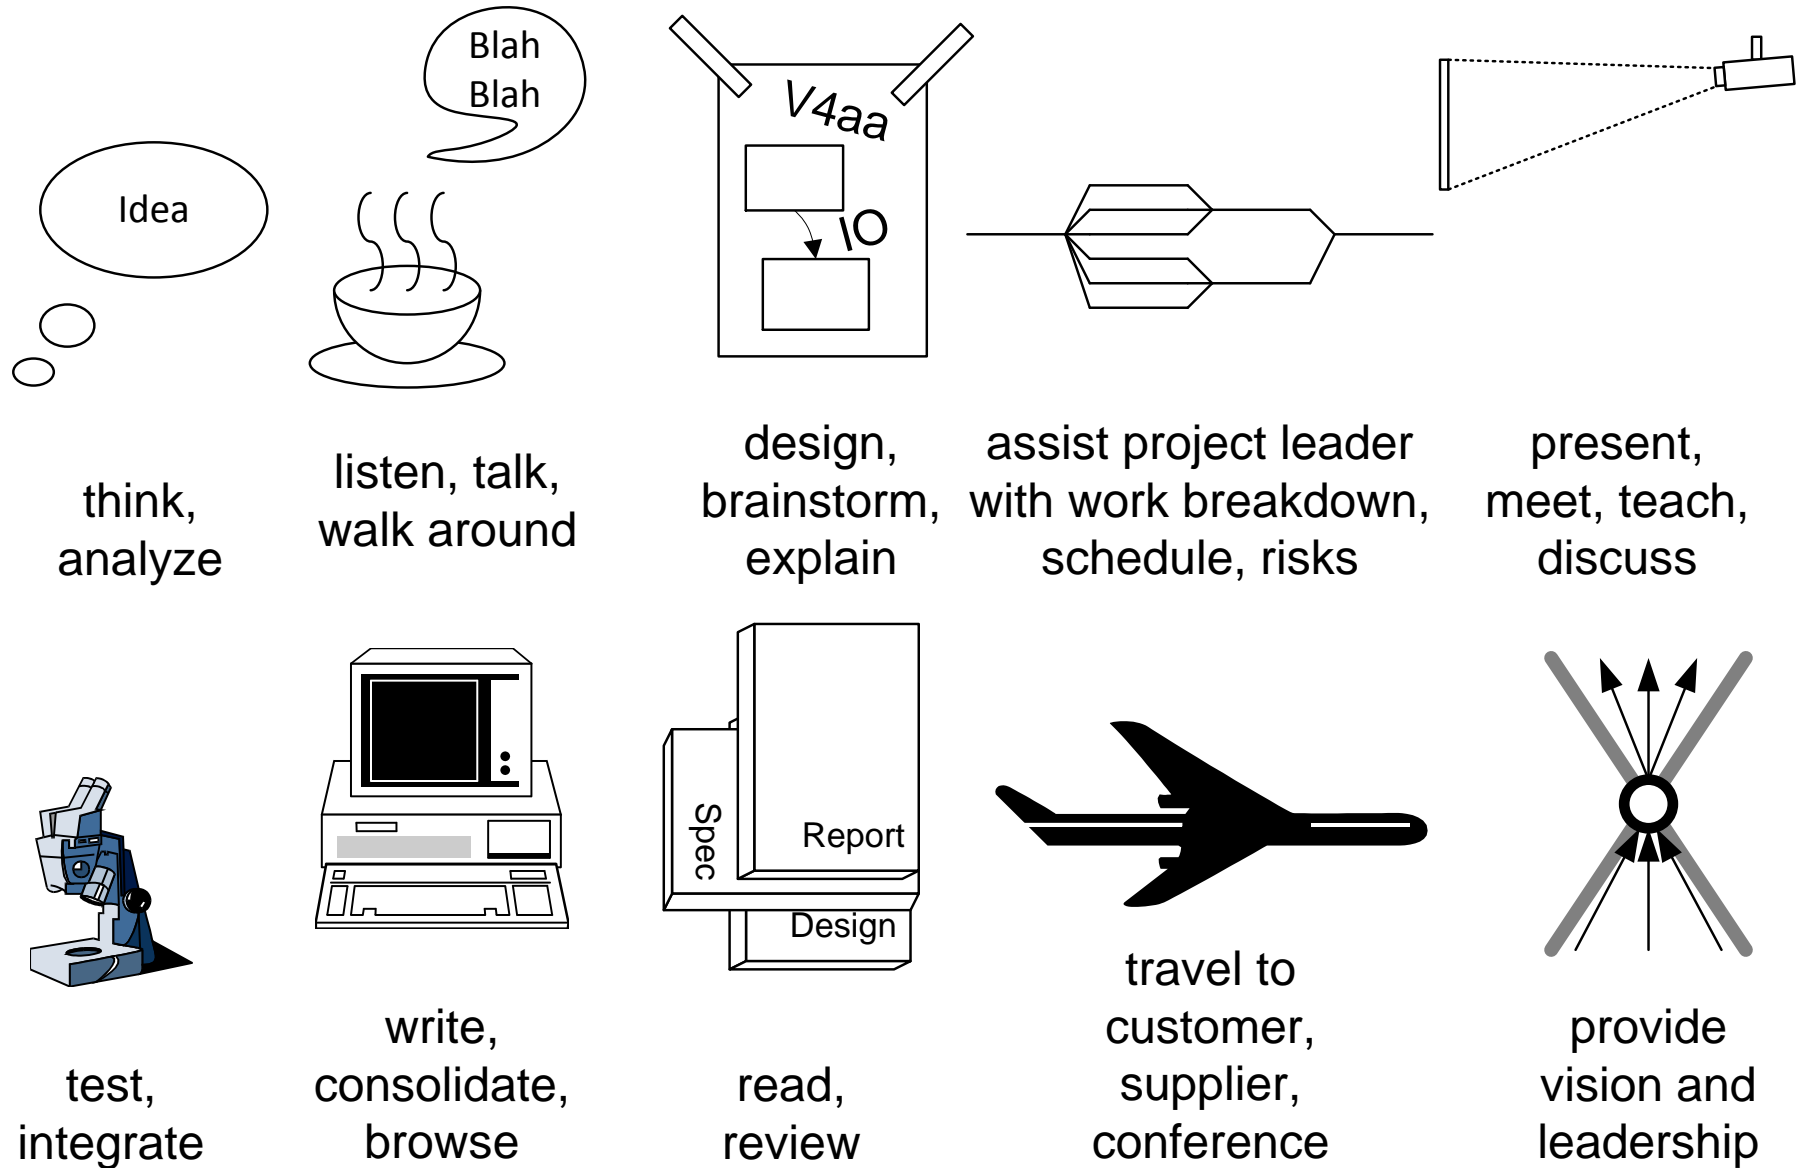 Idea
Blah
Blah
V4aa
IO
think,
analyze
listen, talk,
walk around
design,
brainstorm,
explain
assist project leader
with work breakdown,
schedule, risks
present,
meet, teach,
discuss
Spec
Report
Design
test,
integrate
write,
consolidate,
browse
read,
review
travel to
customer,
supplier,
conference
provide
vision and
leadership